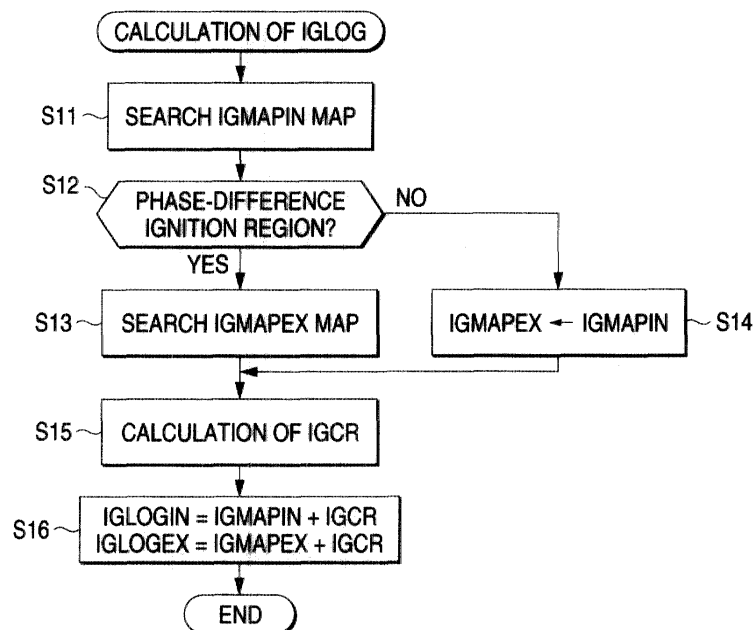 CALCULATION OF IGLOG
S11
SEARCH IGMAPIN MAP
S12
PHASE-DIFFERENCE
IGNITION REGION?
NO
YES
S13
SEARCH IGMAPEX MAP
IGMAPEX ← IGMAPIN
S14
S15
CALCULATION OF IGCR
S16
IGLOGIN = IGMAPIN + IGCR
IGLOGEX = IGMAPEX + IGCR
END